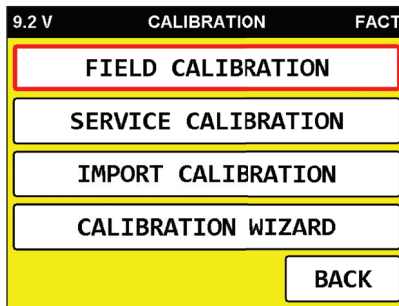 9.2 V CALIBRATION FACT
FIELD CALIBRATION
SERVICE CALIBRATION
IMPORT CALIBRATION
CALIBRATION WIZARD
BACK